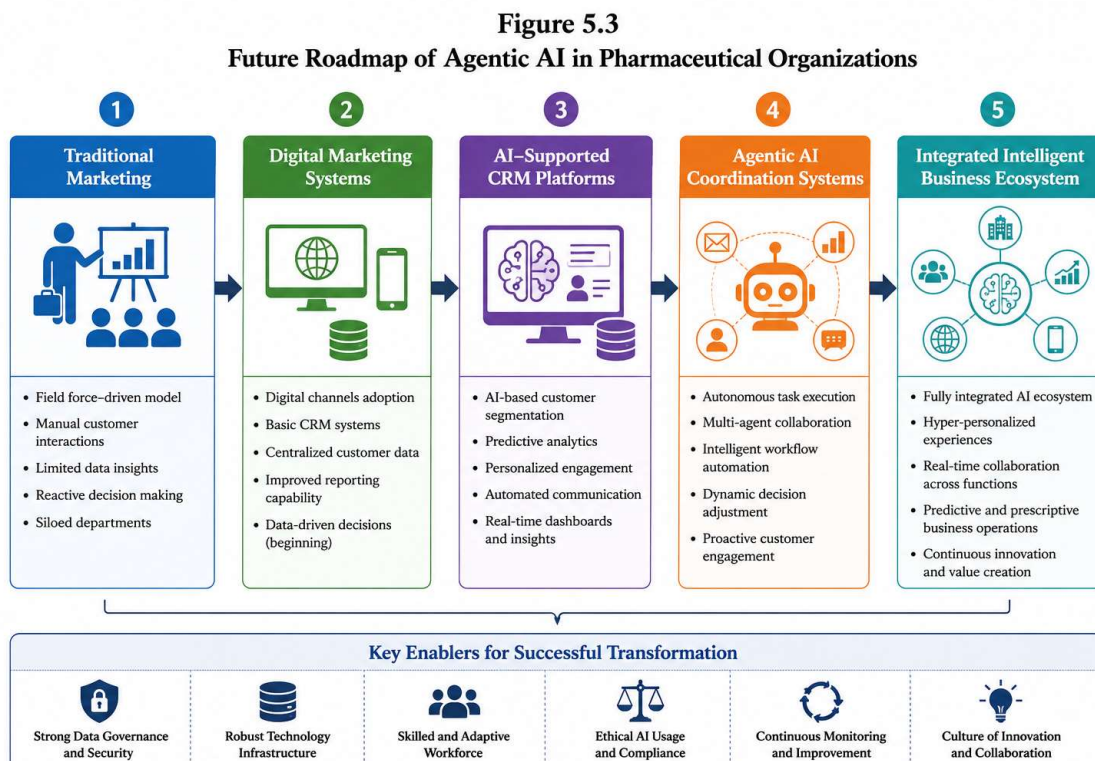 Figure 5.3
Future Roadmap of Agentic AI in Pharmaceutical Organizations
1
Traditional
Marketing
• Field force–driven model
• Manual customer
interactions
• Limited data insights
• Reactive decision making
• Siloed departments
2
Digital Marketing
Systems
• Digital channels adoption
• Basic CRM systems
• Centralized customer data
• Improved reporting
capability
• Data-driven decisions
(beginning)
3
AI–Supported
CRM Platforms
• AI-based customer
segmentation
• Predictive analytics
• Personalized engagement
• Automated communication
• Real-time dashboards
and insights
4
Agentic AI
Coordination Systems
• Autonomous task execution
• Multi-agent collaboration
• Intelligent workflow
automation
• Dynamic decision
adjustment
• Proactive customer
engagement
5
Integrated Intelligent
Business Ecosystem
• Fully integrated AI ecosystem
• Hyper-personalized
experiences
• Real-time collaboration
across functions
• Predictive and prescriptive
business operations
• Continuous innovation
and value creation
Key Enablers for Successful Transformation
Strong Data Governance
and Security
Robust Technology
Infrastructure
Skilled and Adaptive
Workforce
Ethical AI Usage
and Compliance
Continuous Monitoring
and Improvement
Culture of Innovation
and Collaboration